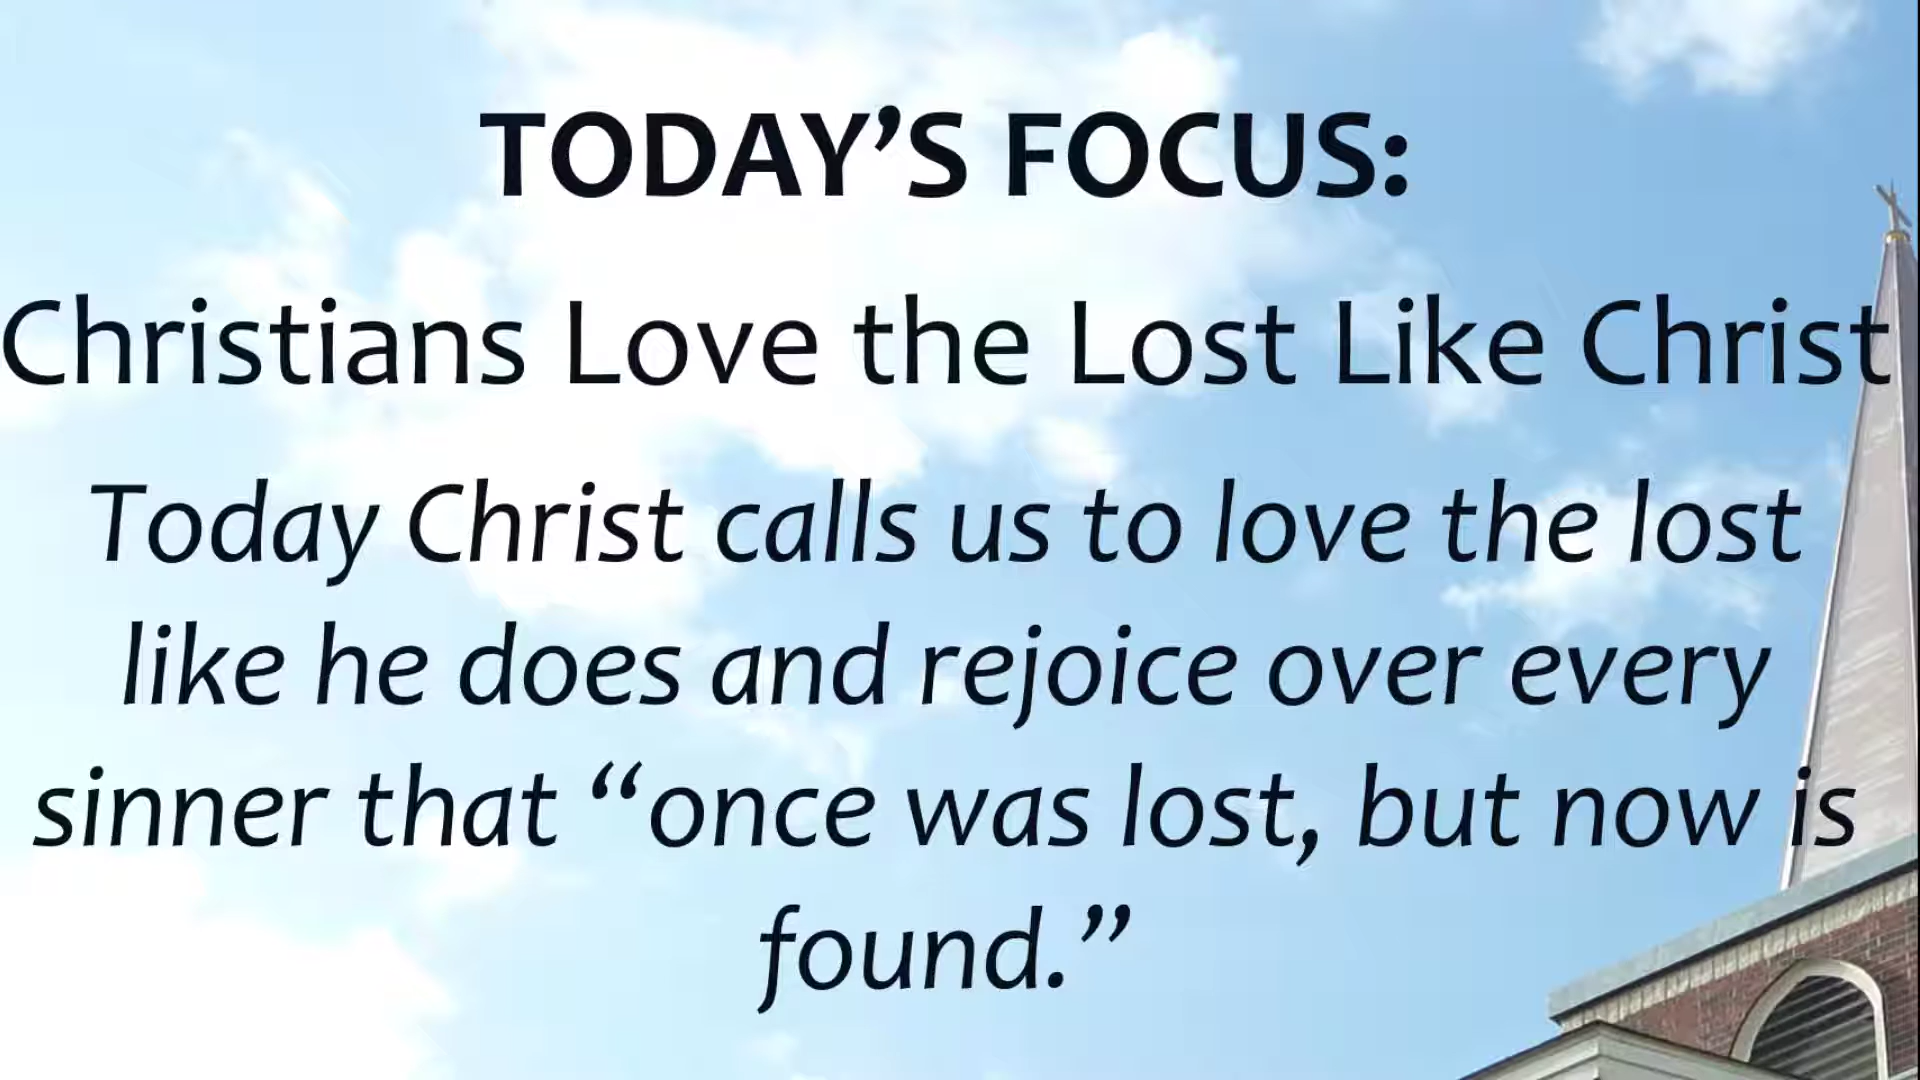 TODAY’S FOCUS:
Christians Love the Lost Like Christ
Today Christ calls us to love the lost
like he does and rejoice over every
sinner that “once was lost, but now is
found.”